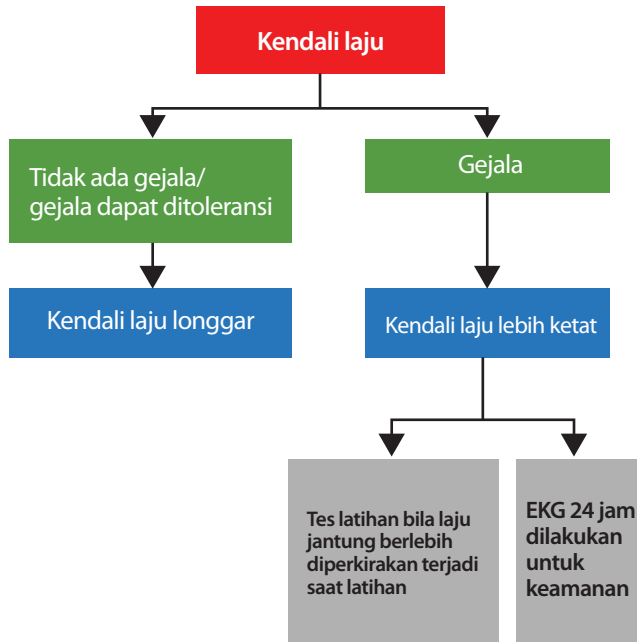 Kendali laju
Tidak ada gejala/
gejala dapat ditoleransi
Gejala
Kendali laju longgar
Kendali laju lebih ketat
Tes latihan bila laju
jantung berlebih
diperkirakan terjadi
saat latihan
EKG 24 jam
dilakukan
untuk
keamanan